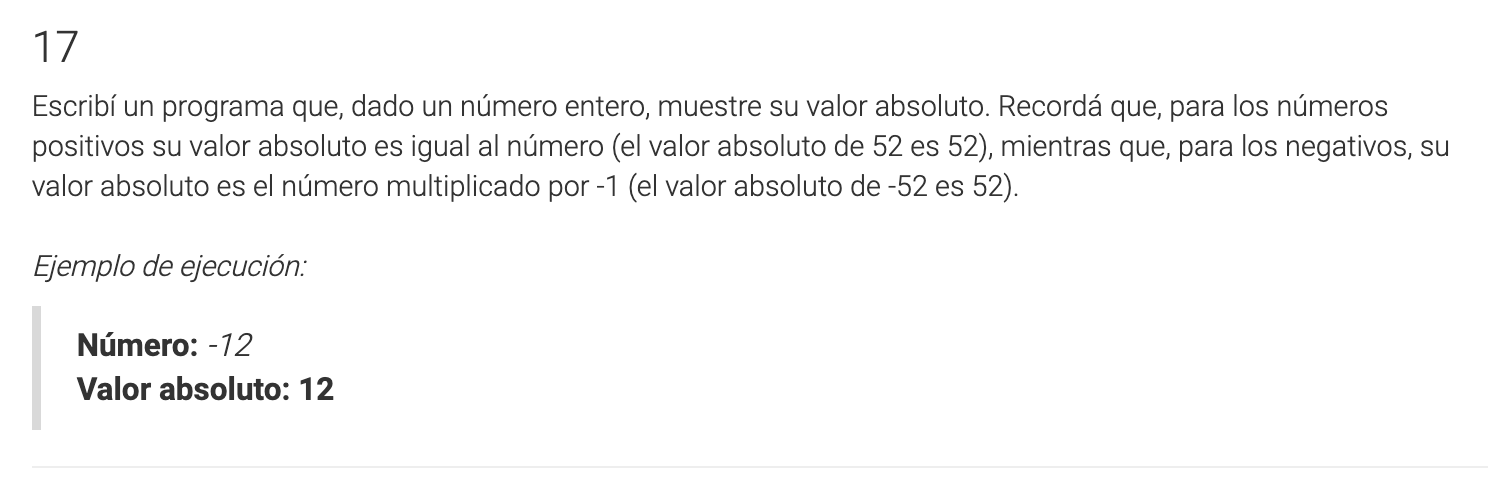 17
Escribí un programa que, dado un número entero, muestre su valor absoluto. Recordá que, para los números
positivos su valor absoluto es igual al número (el valor absoluto de 52 es 52), mientras que, para los negativos, su
valor absoluto es el número multiplicado por -1 (el valor absoluto de -52 es 52).
Ejemplo de ejecución:
Número: -12
Valor absoluto: 12